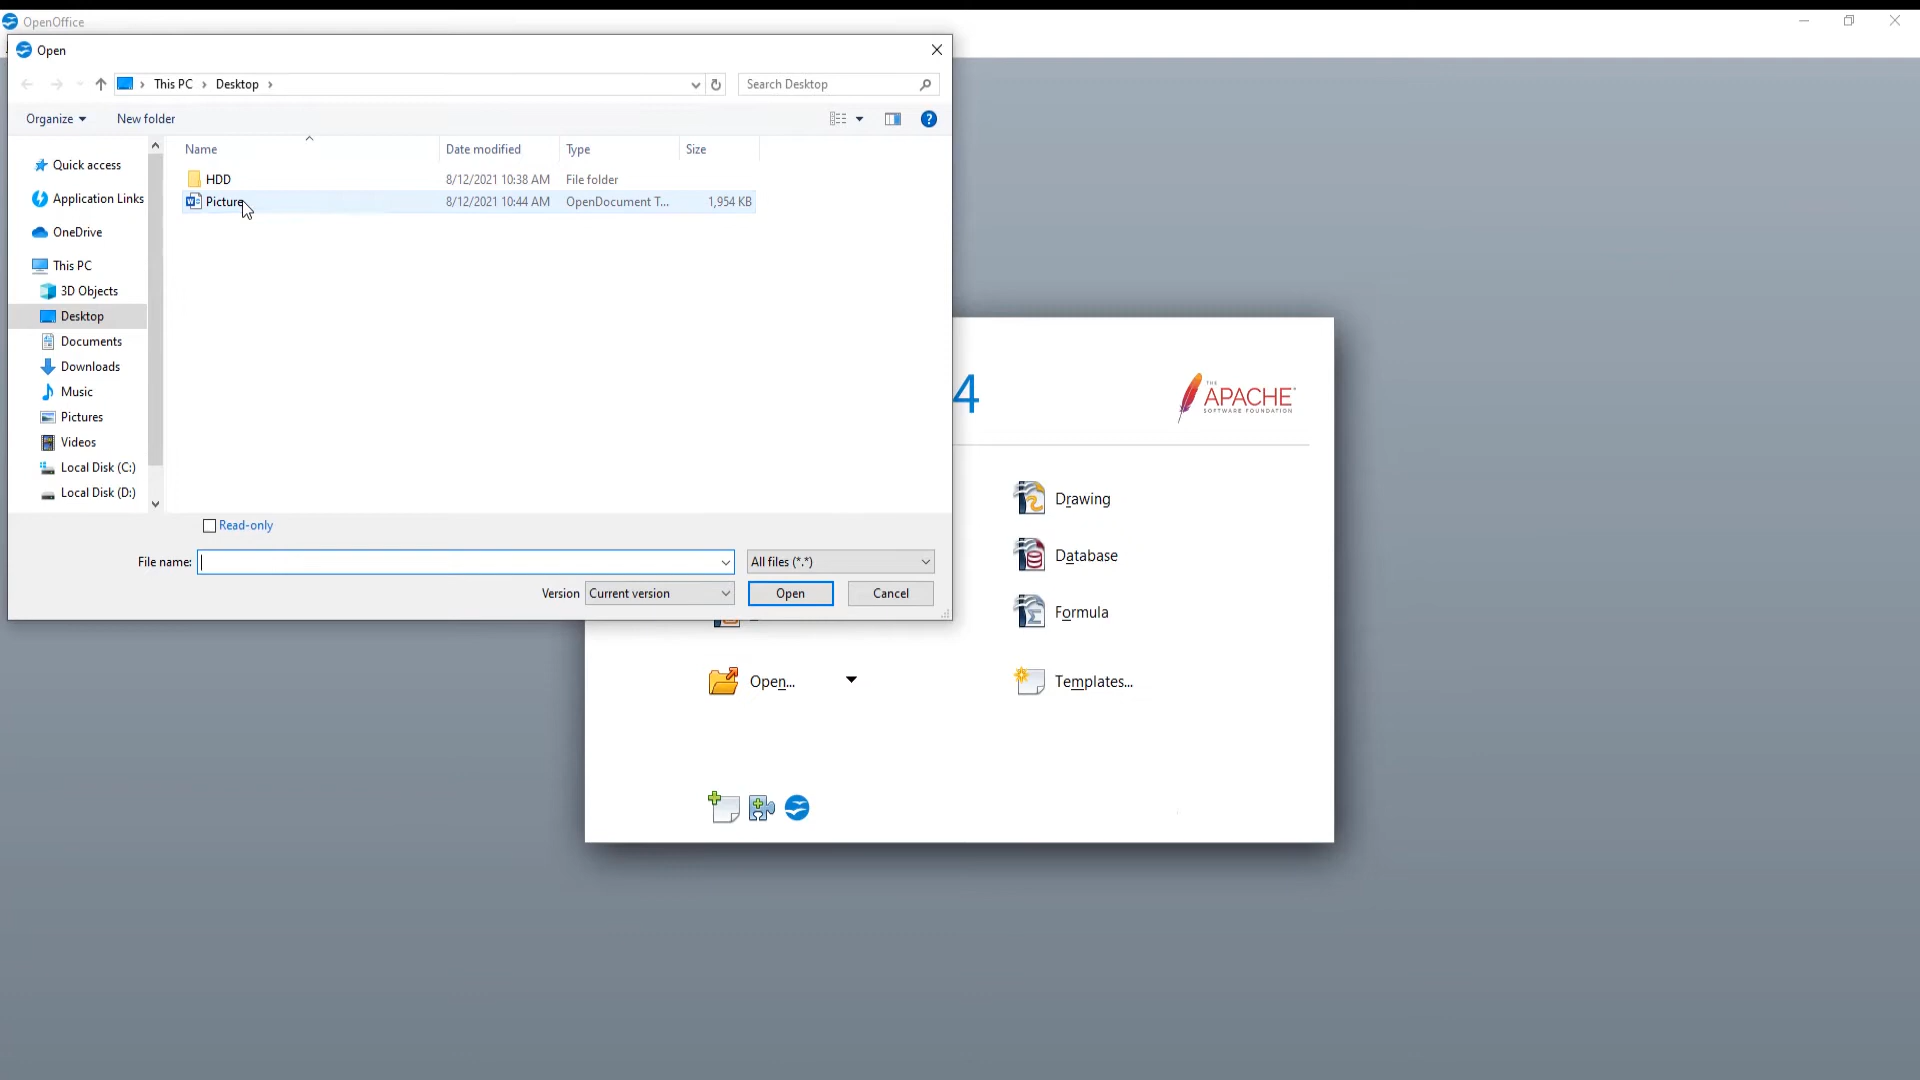 OpenOffice
Open
This PC Desktop
Search Desktop
Organize New folder
Name Date modified Type Size
Quick access
Application Links
OneDrive
This PC
3D Objects
Desktop
Documents
Downloads
Music
Pictures
Videos
Local Disk (C:)
Local Disk (D:)
HDD 8/12/2021 10:38 AM File folder
Picture 8/12/2021 10:44 AM OpenDocument T... 1,954 KB
Read-only
File name: All files (*.*)
Version Current version Open Cancel
4
THE
APACHE
SOFTWARE FOUNDATION
Drawing
Database
Formula
Open... Templates...